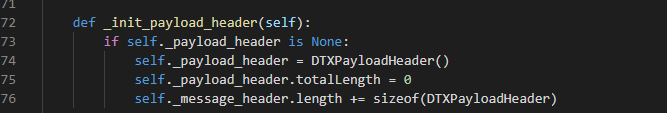 71
72 def _init_payload_header(self):
73 if self._payload_header is None:
74 self._payload_header = DTXPayloadHeader()
75 self._payload_header.totalLength = 0
76 self._message_header.length += sizeof(DTXPayloadHeader)